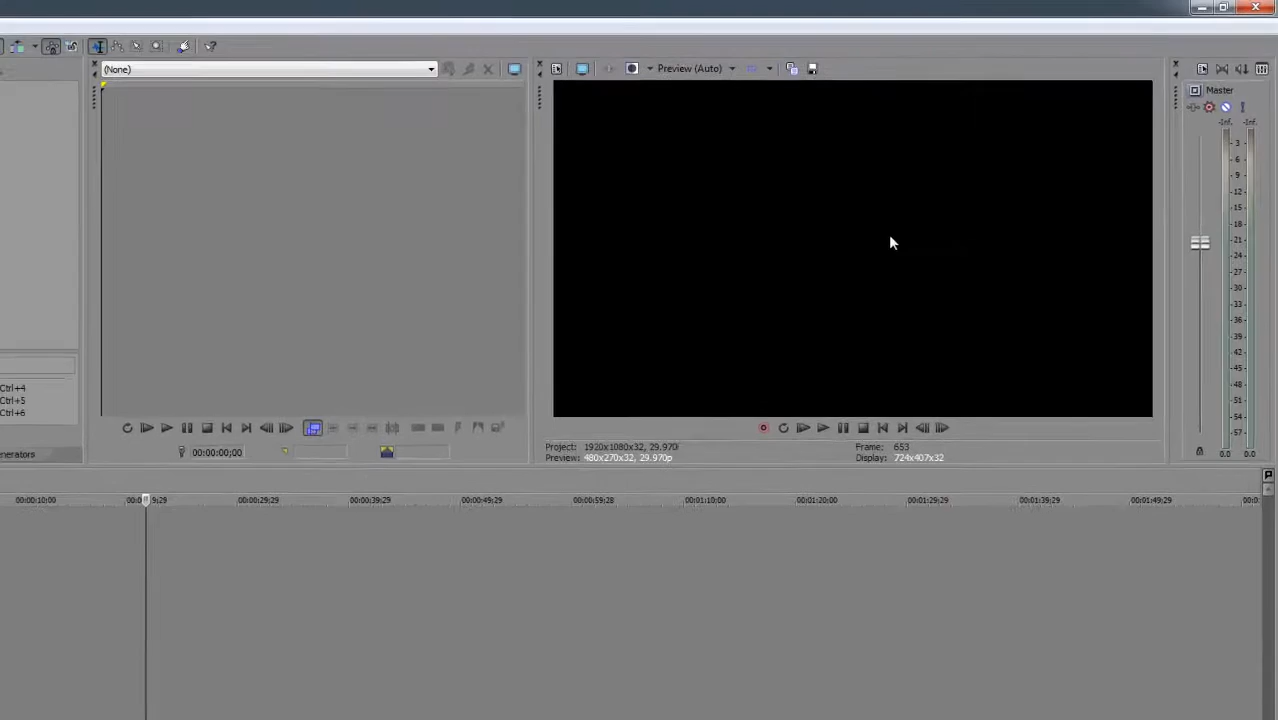 (None)
Preview (Auto)
Master
-Inf. -Inf.
3
6
9
12
15
18
21
24
27
30
33
36
39
42
45
48
51
54
57
0.0 0.0
Ctrl+4
Ctrl+5
Ctrl+6
enerators
00:00:00;00
Project: 1920x1080x32, 29.970i
Preview: 480x270x32, 29.970p
Frame: 653
Display: 724x407x32
00:00:10;00 9;29 00:00:29;29 00:00:39;29 00:00:49;29 00:00:59;28 00:01:10;00 00:01:20;00 00:01:29;29 00:01:39;29 00:01:49;29